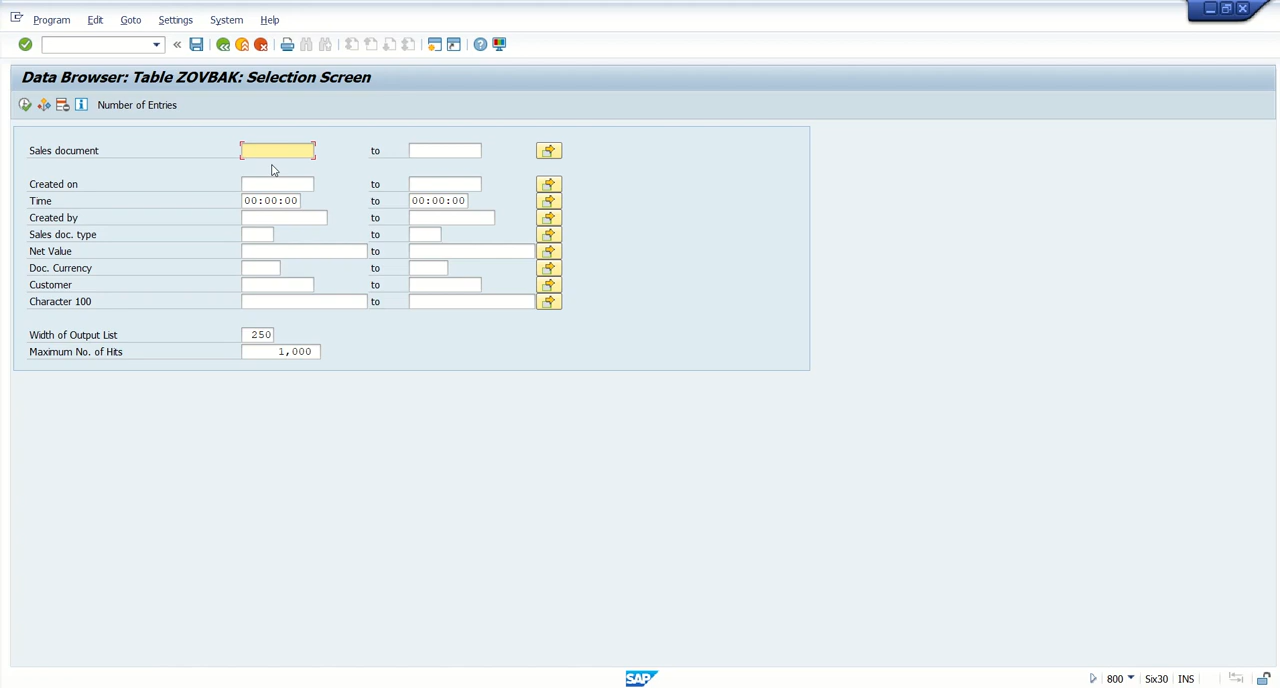 Program Edit Goto Settings System Help
Data Browser: Table ZOVBAK: Selection Screen
Number of Entries
Sales document to
Created on to
Time 00:00:00 to 00:00:00
Created by to
Sales doc. type to
Net Value to
Doc. Currency to
Customer to
Character 100 to
Width of Output List 250
Maximum No. of Hits 1,000
SAP 800 Six30 INS